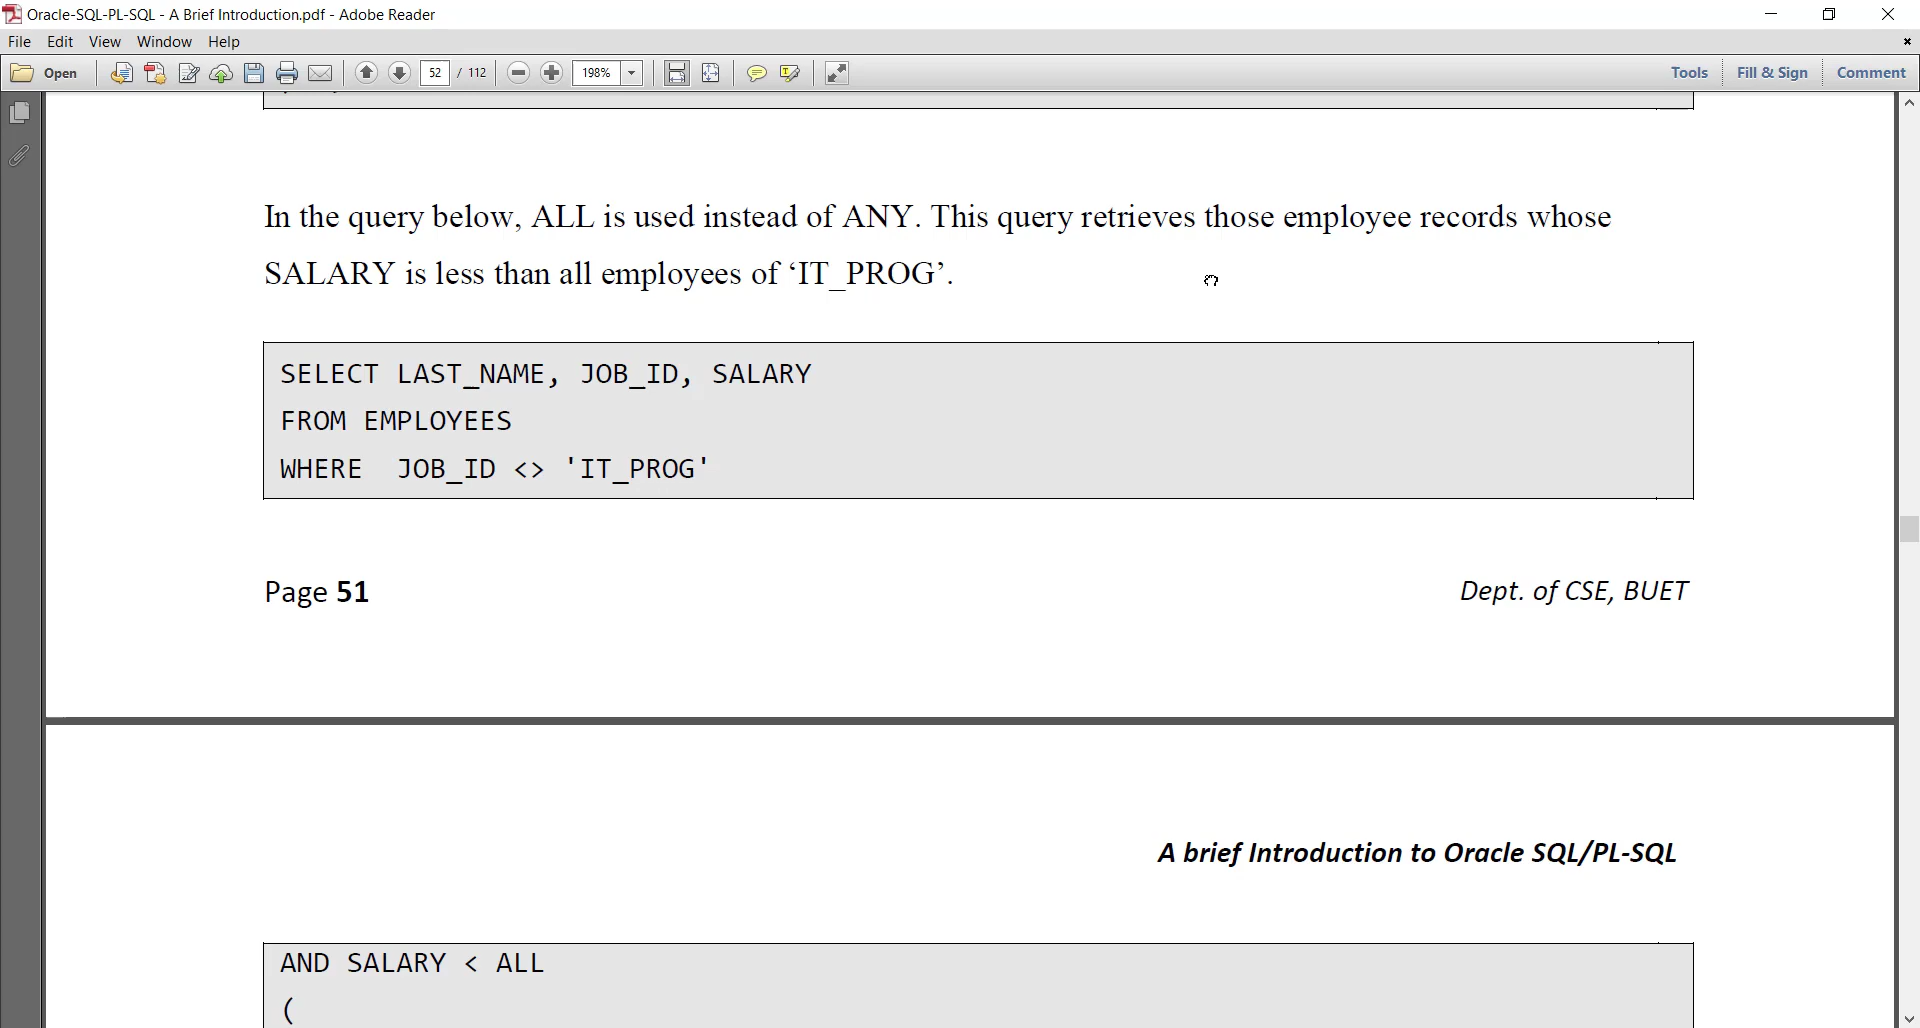 Oracle-SQL-PL-SQL - A Brief Introduction.pdf - Adobe Reader
File Edit View Window Help
Open 52 / 112 198% Tools Fill & Sign Comment
In the query below, ALL is used instead of ANY. This query retrieves those employee records whose
SALARY is less than all employees of ‘IT_PROG’.
SELECT LAST_NAME, JOB_ID, SALARY
FROM EMPLOYEES
WHERE  JOB_ID <> 'IT_PROG'
Page 51 Dept. of CSE, BUET
A brief Introduction to Oracle SQL/PL-SQL
AND SALARY < ALL
(